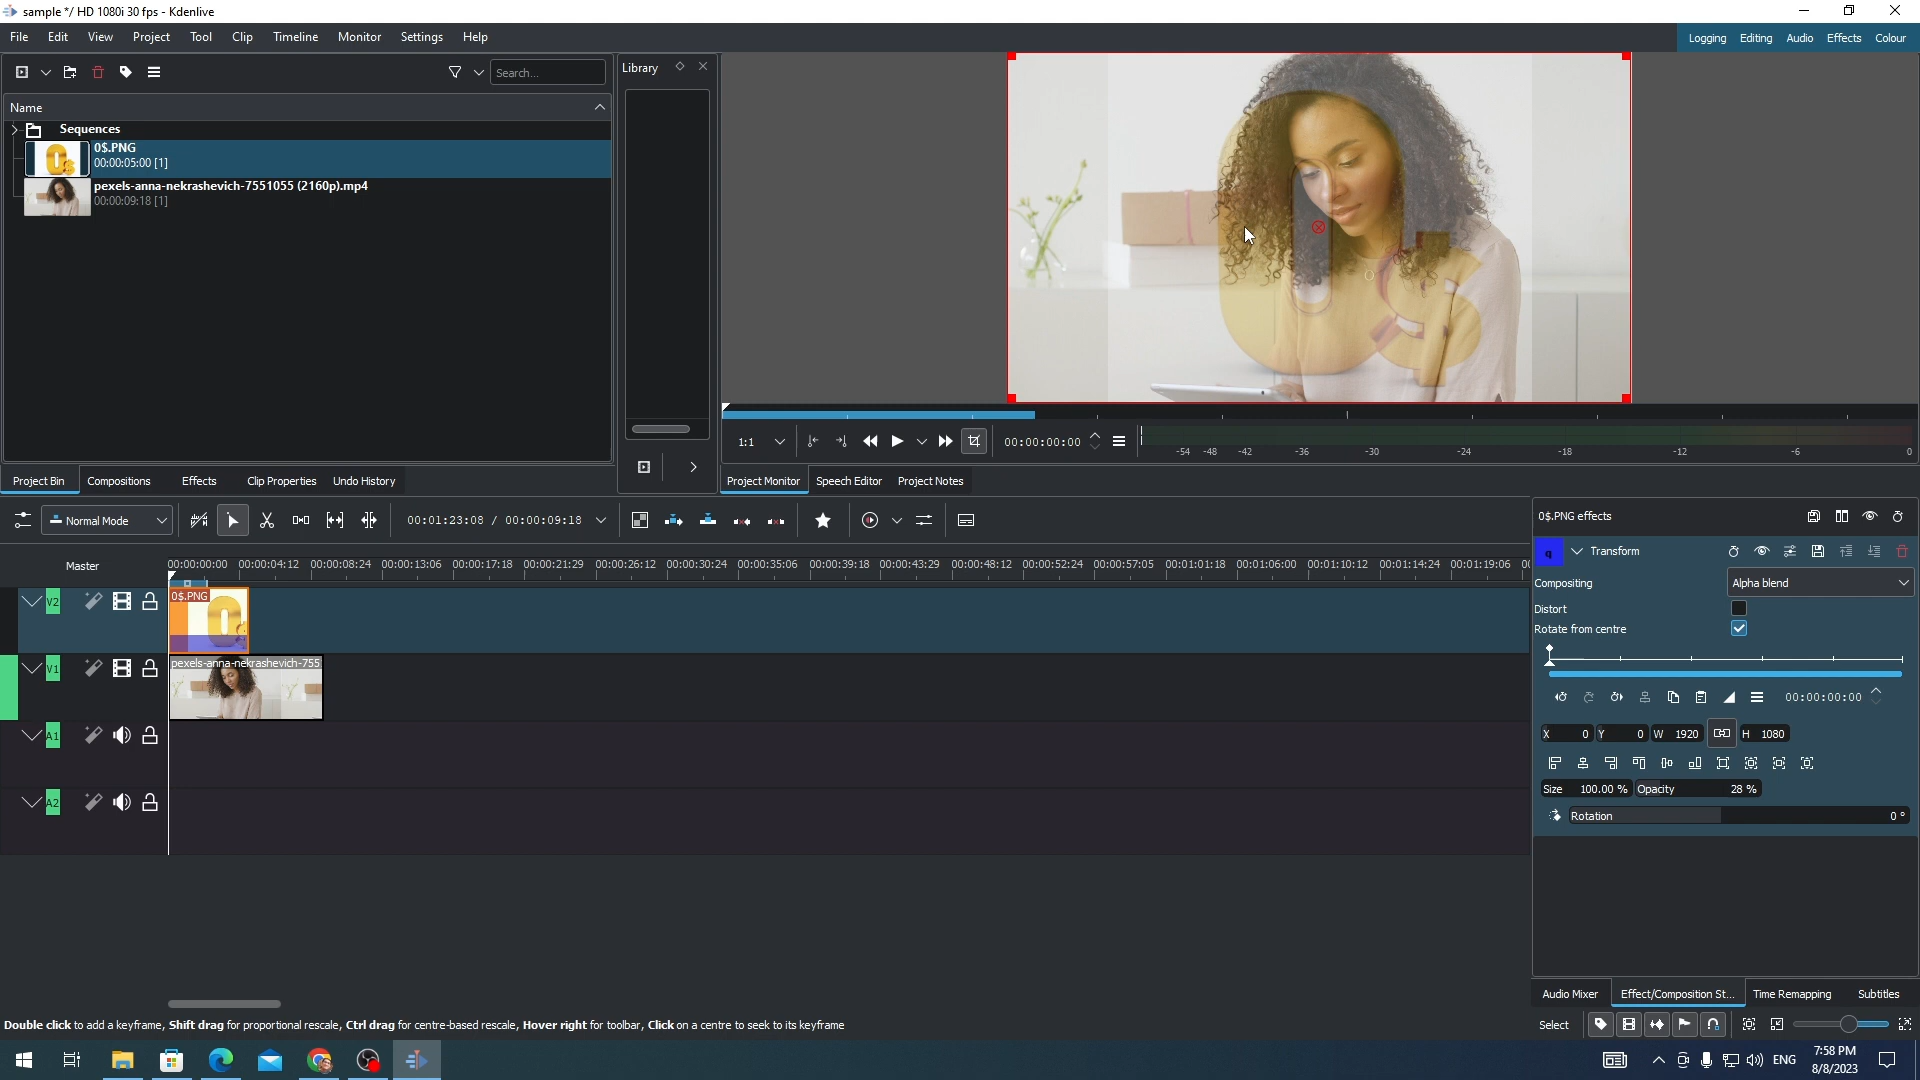 sample */ HD 1080i 30 fps - Kdenlive
File Edit View Project Tool Clip Timeline Monitor Settings Help
Logging Editing Audio Effects Colour
Search...
Library
Name
Sequences
0$.PNG
00:00:05:00 [1]
pexels-anna-nekrashevich-7551055 (2160p).mp4
00:00:09:18 [1]
1:1
00:00:00:00
-54 -48 -42 -36 -30 -24 -18 -12 -6 0
Project Bin Compositions Effects Clip Properties Undo History
Project Monitor Speech Editor Project Notes
Normal Mode
00:01:23:08 / 00:00:09:18
0$.PNG effects
Transform
Compositing
Alpha blend
Distort
Rotate from centre
00:00:00:00
X 0 Y 0 W 1920 H 1080
Size 100.00 % Opacity 28 %
Rotation 0 °
Master
00:00:00:00 00:00:04:12 00:00:08:24 00:00:13:06 00:00:17:18 00:00:21:29 00:00:26:12 00:00:30:24 00:00:35:06 00:00:39:18 00:00:43:29 00:00:48:12 00:00:52:24 00:00:57:05 00:01:01:18 00:01:06:00 00:01:10:12 00:01:14:24 00:01:19:06
V2
0$.PNG
V1
pexels-anna-nekrashevich-755
A1
A2
Audio Mixer Effect/Composition St... Time Remapping Subtitles
Double click to add a keyframe, Shift drag for proportional rescale, Ctrl drag for centre-based rescale, Hover right for toolbar, Click on a centre to seek to its keyframe
Select
ENG
7:58 PM
8/8/2023